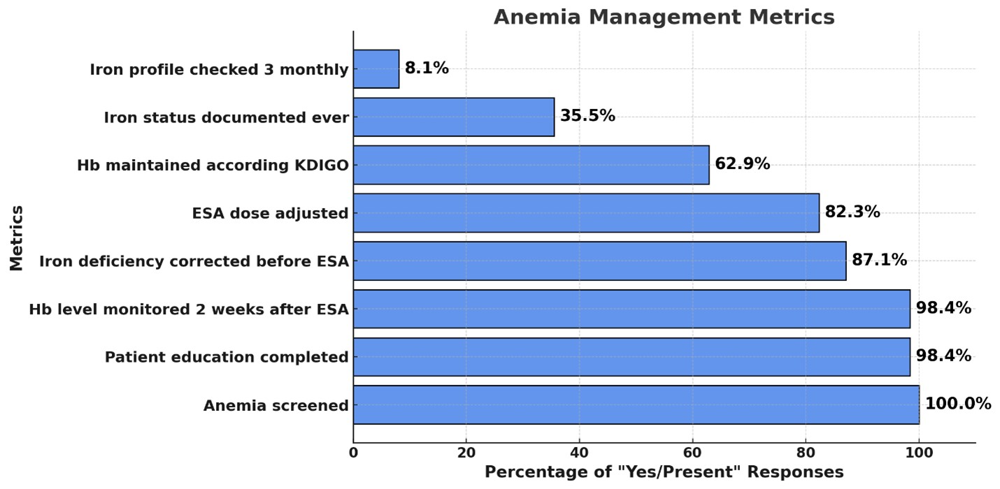 Anemia Management Metrics
Iron profile checked 3 monthly
8.1%
Iron status documented ever
35.5%
Hb maintained according KDIGO
62.9%
ESA dose adjusted
82.3%
Iron deficiency corrected before ESA
87.1%
Hb level monitored 2 weeks after ESA
98.4%
Patient education completed
98.4%
Anemia screened
100.0%
Metrics
0 20 40 60 80 100
Percentage of "Yes/Present" Responses